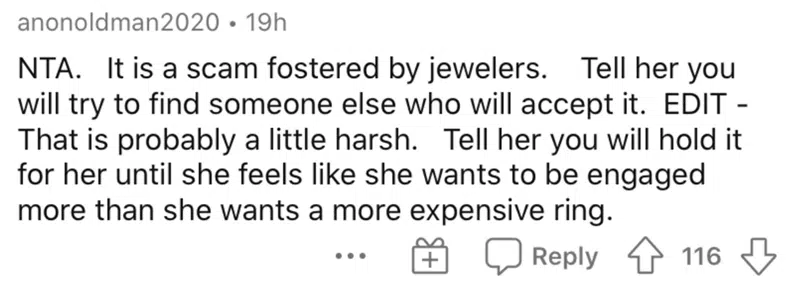 anonoldman2020 • 19h
NTA. It is a scam fostered by jewelers. Tell her you
will try to find someone else who will accept it. EDIT -
That is probably a little harsh. Tell her you will hold it
for her until she feels like she wants to be engaged
more than she wants a more expensive ring.
Reply 116